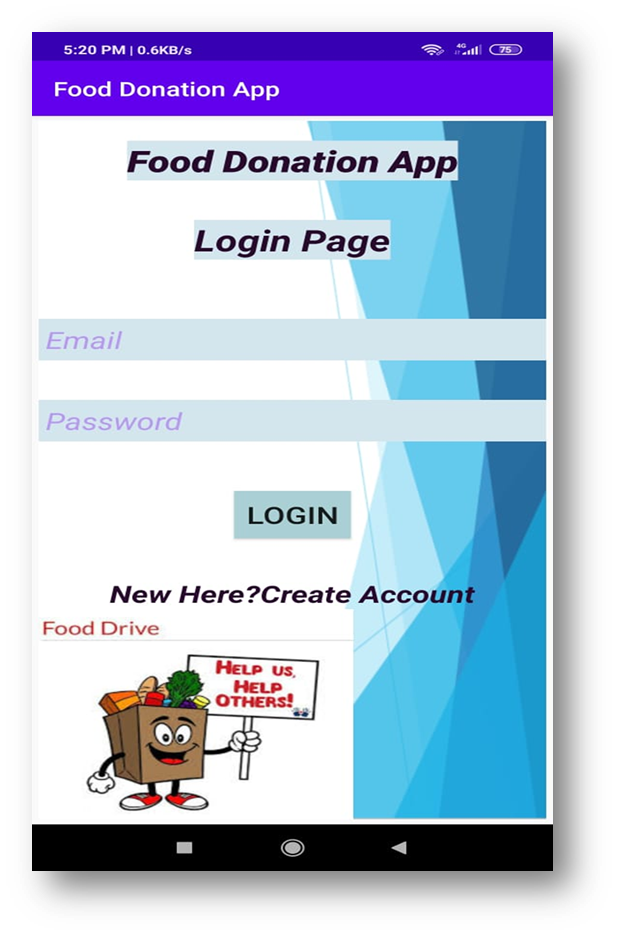 5:20 PM | 0.6KB/s 4G 75
Food Donation App
Food Donation App
Login Page
Email
Password
LOGIN
New Here?Create Account
Food Drive
HELP US,
HELP
OTHERS!